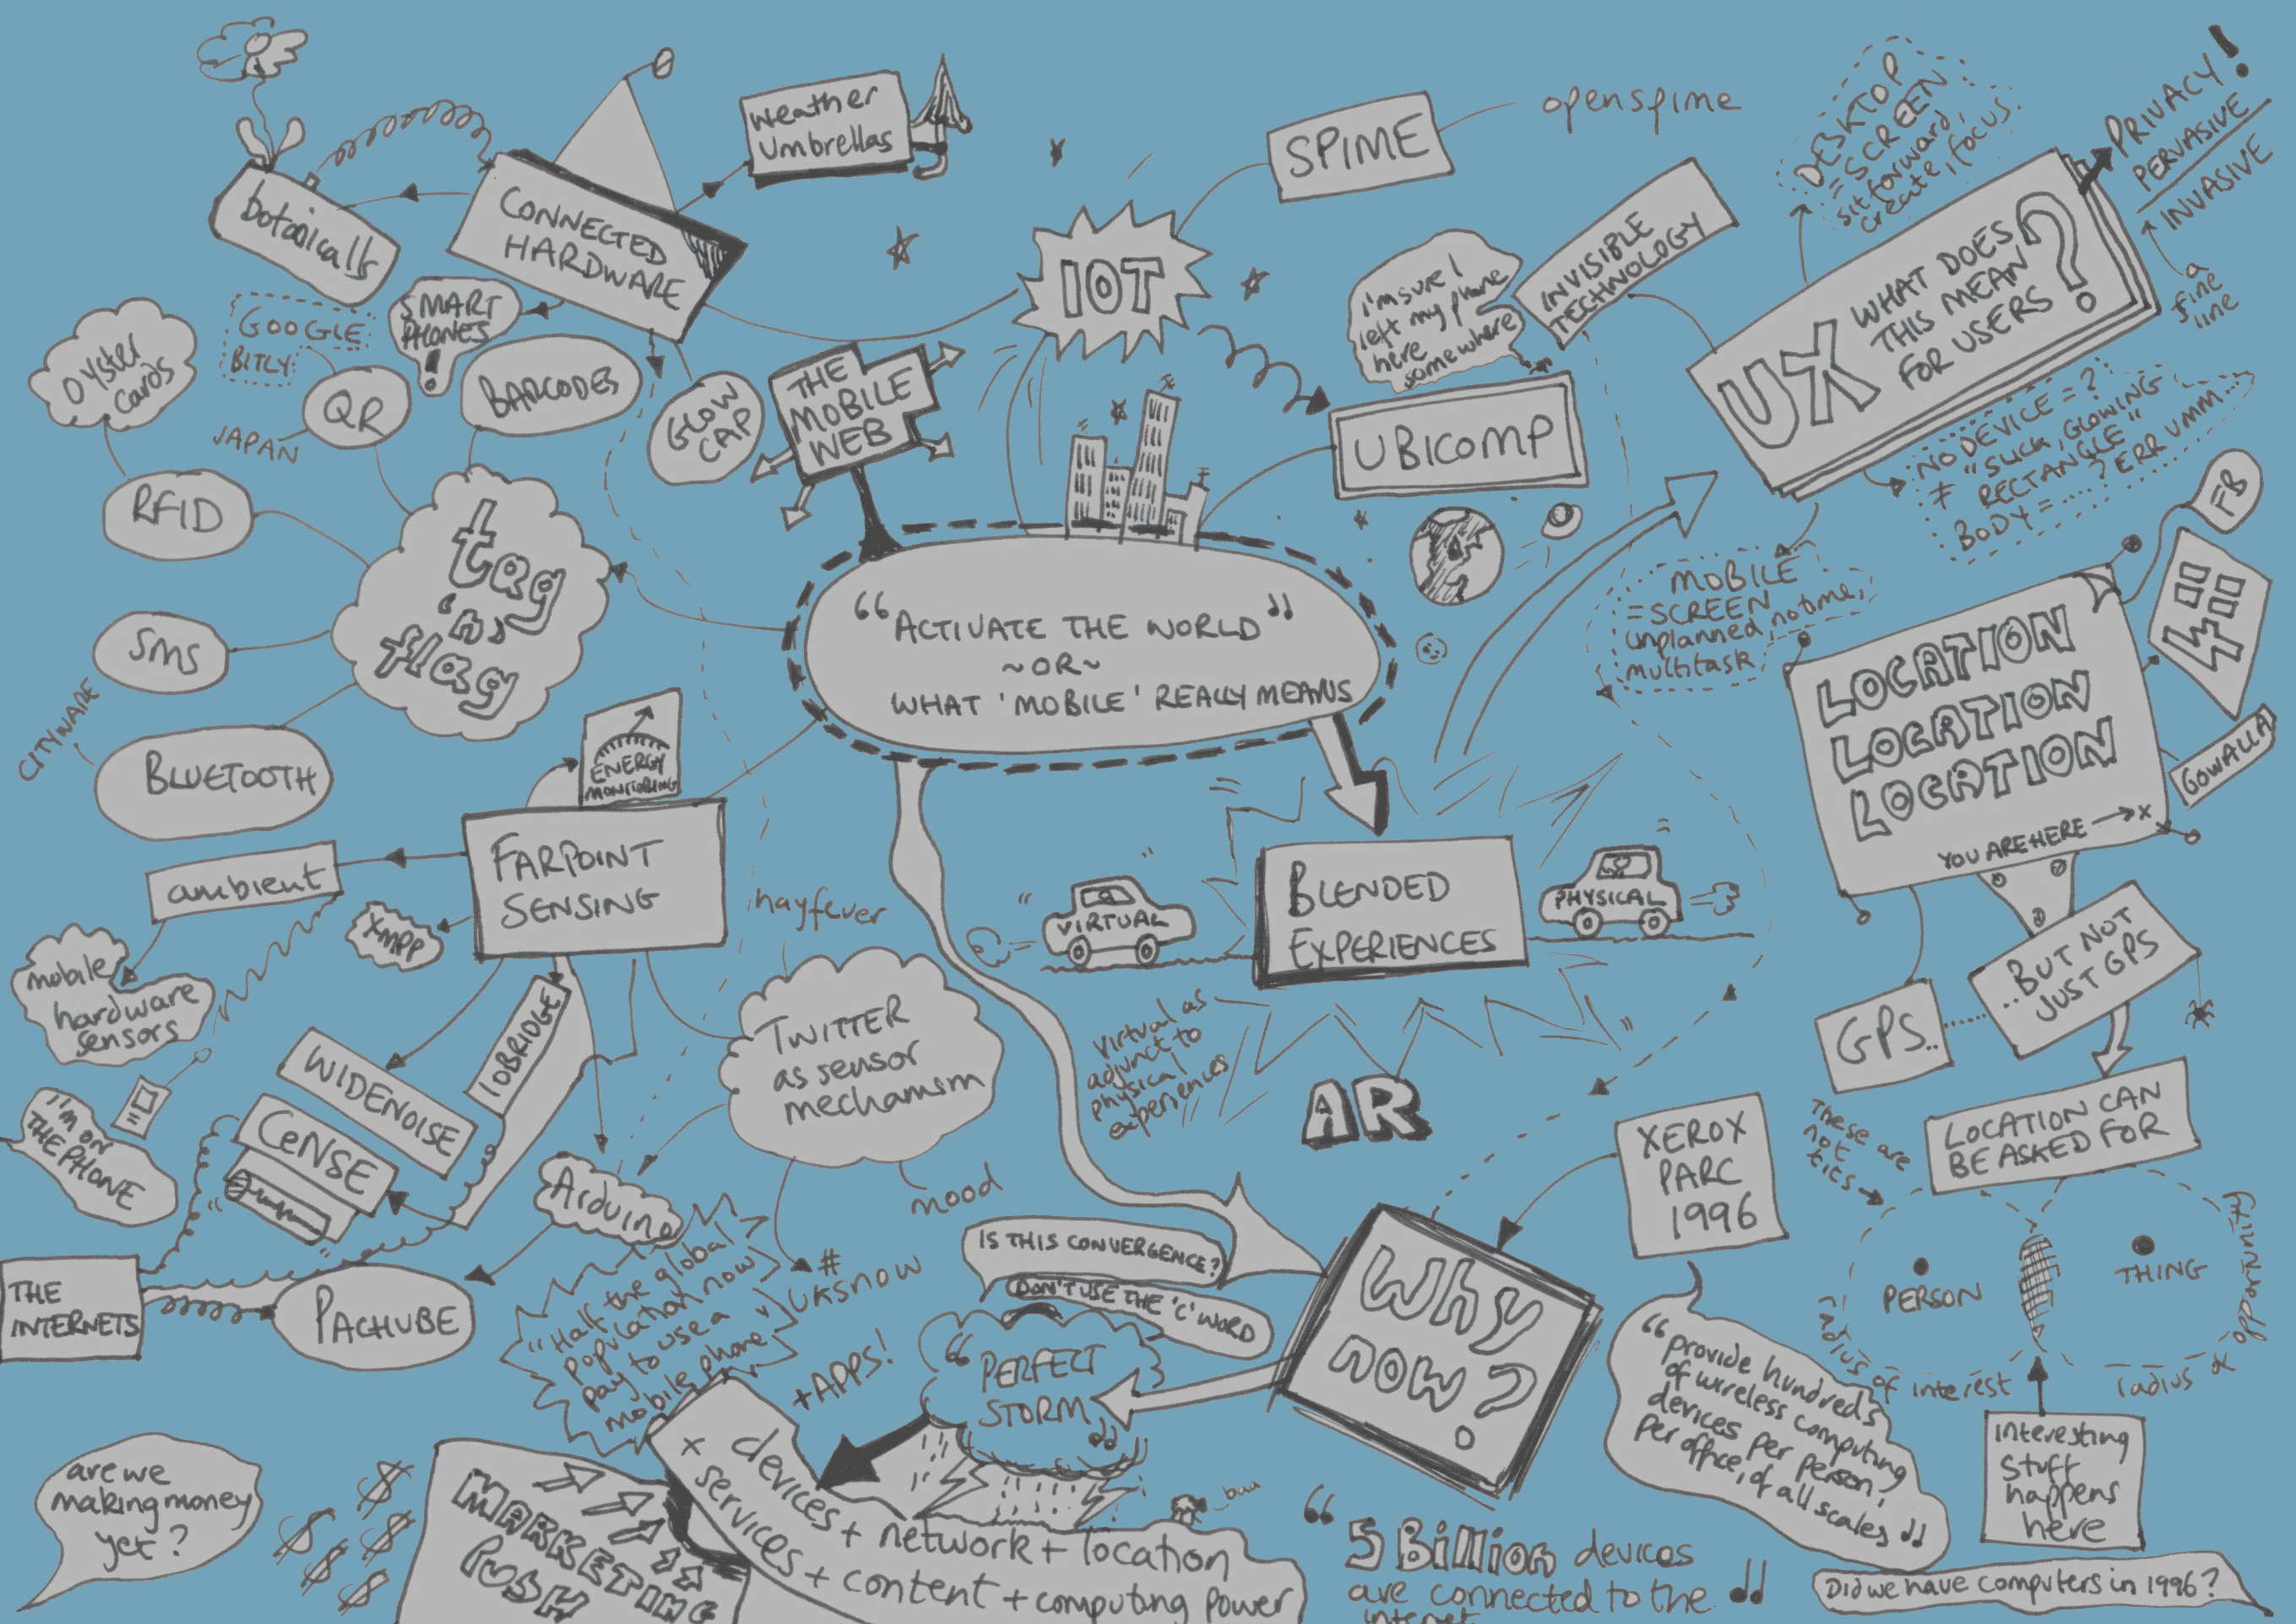 botanicalls
CONNECTED
HARDWARE
Weather
Umbrellas
IOT
SPIME
openspime
DESKTOP
= SCREEN
sit forward,
create, focus.
PRIVACY!
PERVASIVE
INVASIVE
a
fine
line
UX
WHAT DOES
THIS MEAN
FOR USERS
?
INVISIBLE
TECHNOLOGY
I'm sure I
left my phone
here
somewhere
UBICOMP
NO DEVICE = ?
≠ "SLICK, GLOWING
RECTANGLE"
BODY = ..... ? ERR UMM...
MOBILE
= SCREEN
unplanned, no time,
multitask
oyster
cards
GOOGLE
BITLY
SMART
PHONES
!
QR
JAPAN
BARCODES
GLOW
CAP
THE
MOBILE
WEB
RFID
SMS
CITYWARE
BLUETOOTH
tag
'n'
flag
"ACTIVATE THE WORLD"
~OR~
WHAT 'MOBILE' REALLY MEANS
FB
4
LOCATION
LOCATION
LOCATION
YOU ARE HERE → X
GOWALLA
ENERGY
MONITORING
FARPOINT
SENSING
ambient
XMPP
mobile
hardware
sensors
I'M ON
THE PHONE
WIDENOISE
IOBRIDGE
CeNSE
hayfever
TWITTER
as sensor
mechanism
mood
#
UKSNOW
Arduino
PACHUBE
THE
INTERNETS
VIRTUAL
BLENDED
EXPERIENCES
PHYSICAL
virtual as
adjunct to
physical
experiences
AR
GPS..
..BUT NOT
JUST GPS
LOCATION CAN
BE ASKED FOR
These are
not
tits
PERSON
THING
radius of interest
radius of opportunity
interesting
stuff
happens
here
XEROX
PARC
1996
"provide hundreds
of wireless computing
devices per person,
per office, of all scales"
Did we have computers in 1996?
IS THIS CONVERGENCE?
DON'T USE THE 'C' WORD
Why
now?
"PERFECT
STORM"
"Half the global
population now
pay to use a
mobile phone"
+APPS!
devices + network + location
+ services + content + computing power
baa
MARKETING
PUSH
are we
making money
yet?
$ $ $ $ $ $
"5 Billion devices
are connected to the
internet"